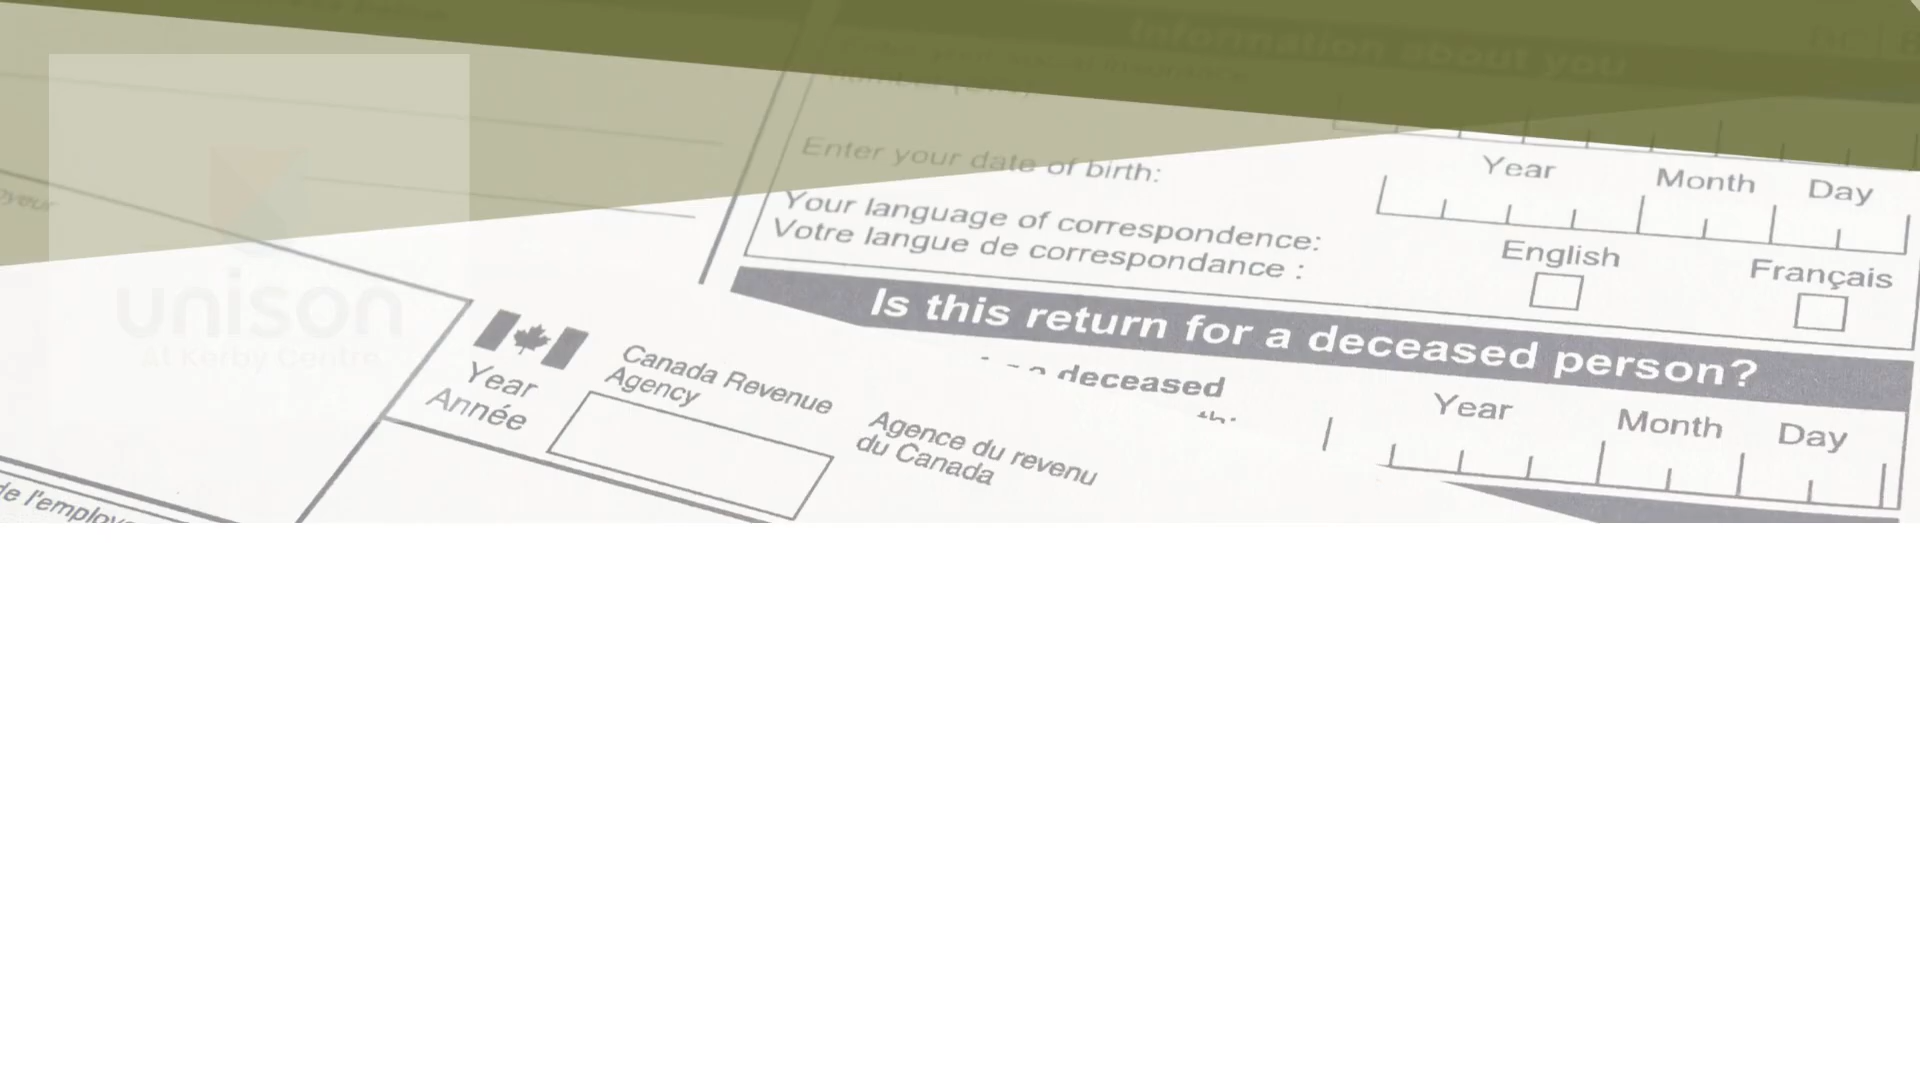 Information about you
Enter your date of birth:
Year Month Day
Your language of correspondence:
Votre langue de correspondance :
English Français
Is this return for a deceased person?
deceased
Year Month Day
unison
At Kerby Centre
Canada Revenue
Agency
Agence du revenu
du Canada
Year
Année
de l'employ